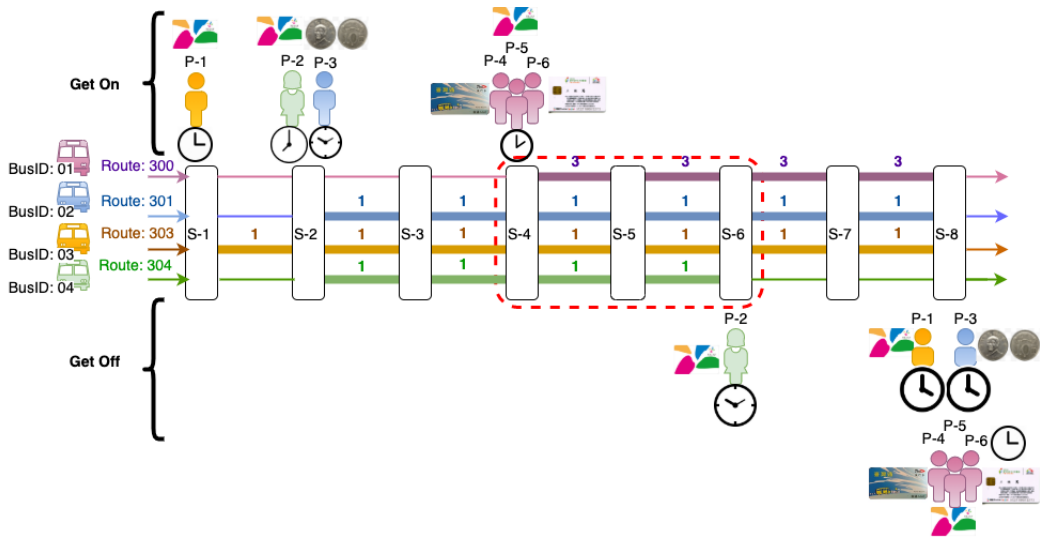 P-5
P-1
P-2
P-3
P-4
P-6
Get On
BusID: 01
Route: 300
3
3
3
3
BusID: 02
Route: 301
1
1
1
1
1
1
S-1
S-2
S-3
S-4
S-5
S-6
S-7
S-8
BusID: 03
Route: 303
1
1
1
1
1
1
1
BusID: 04
Route: 304
1
1
1
1
Get Off
P-2
P-1
P-3
P-5
P-4
P-6